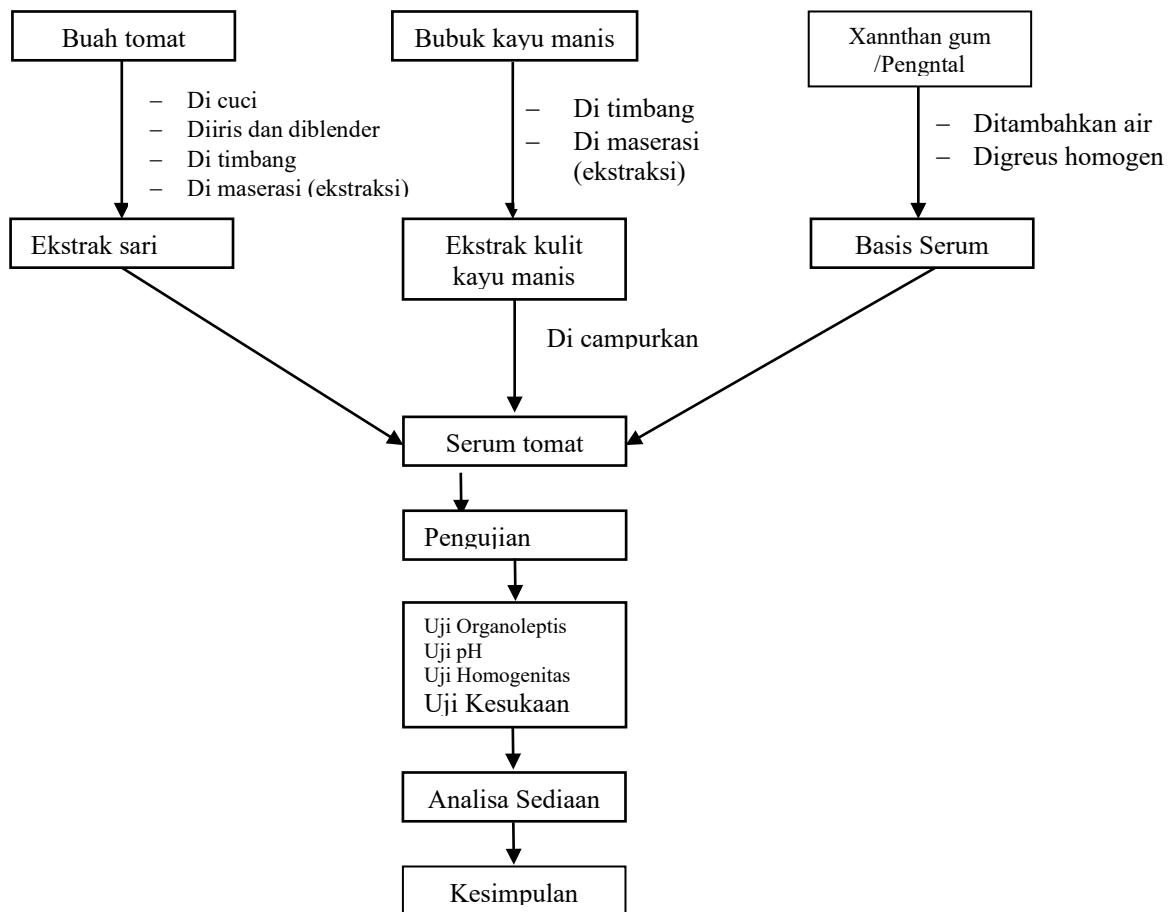 Buah tomat
Bubuk kayu manis
Xannthan gum
/Pengntal
– Di cuci
– Diiris dan diblender
– Di timbang
– Di maserasi (ekstraksi)
– Di timbang
– Di maserasi
(ekstraksi)
– Ditambahkan air
– Digreus homogen
Ekstrak sari
Ekstrak kulit
kayu manis
Basis Serum
Di campurkan
Serum tomat
Pengujian
Uji Organoleptis
Uji pH
Uji Homogenitas
Uji Kesukaan
Analisa Sediaan
Kesimpulan